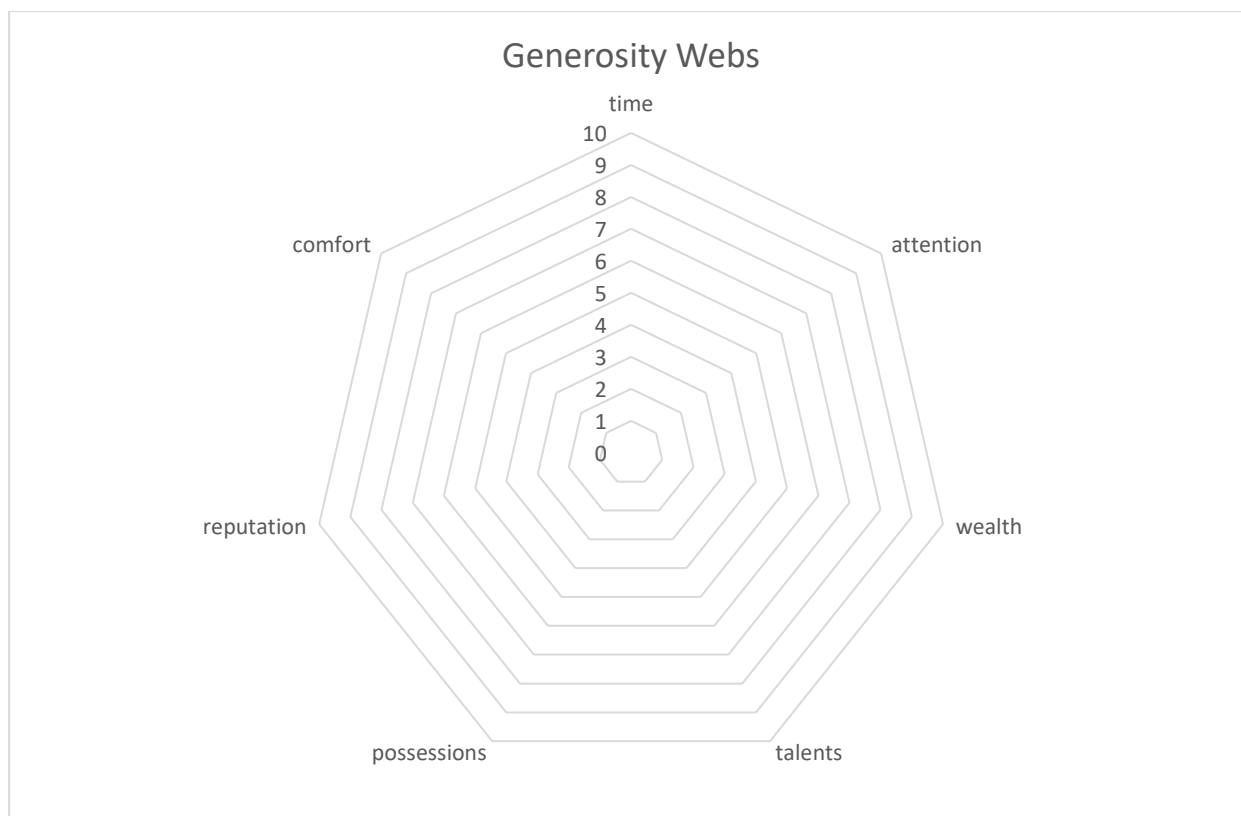 Generosity Webs
time
10
9
8
7
6
5
4
3
2
1
0
attention
wealth
talents
possessions
reputation
comfort